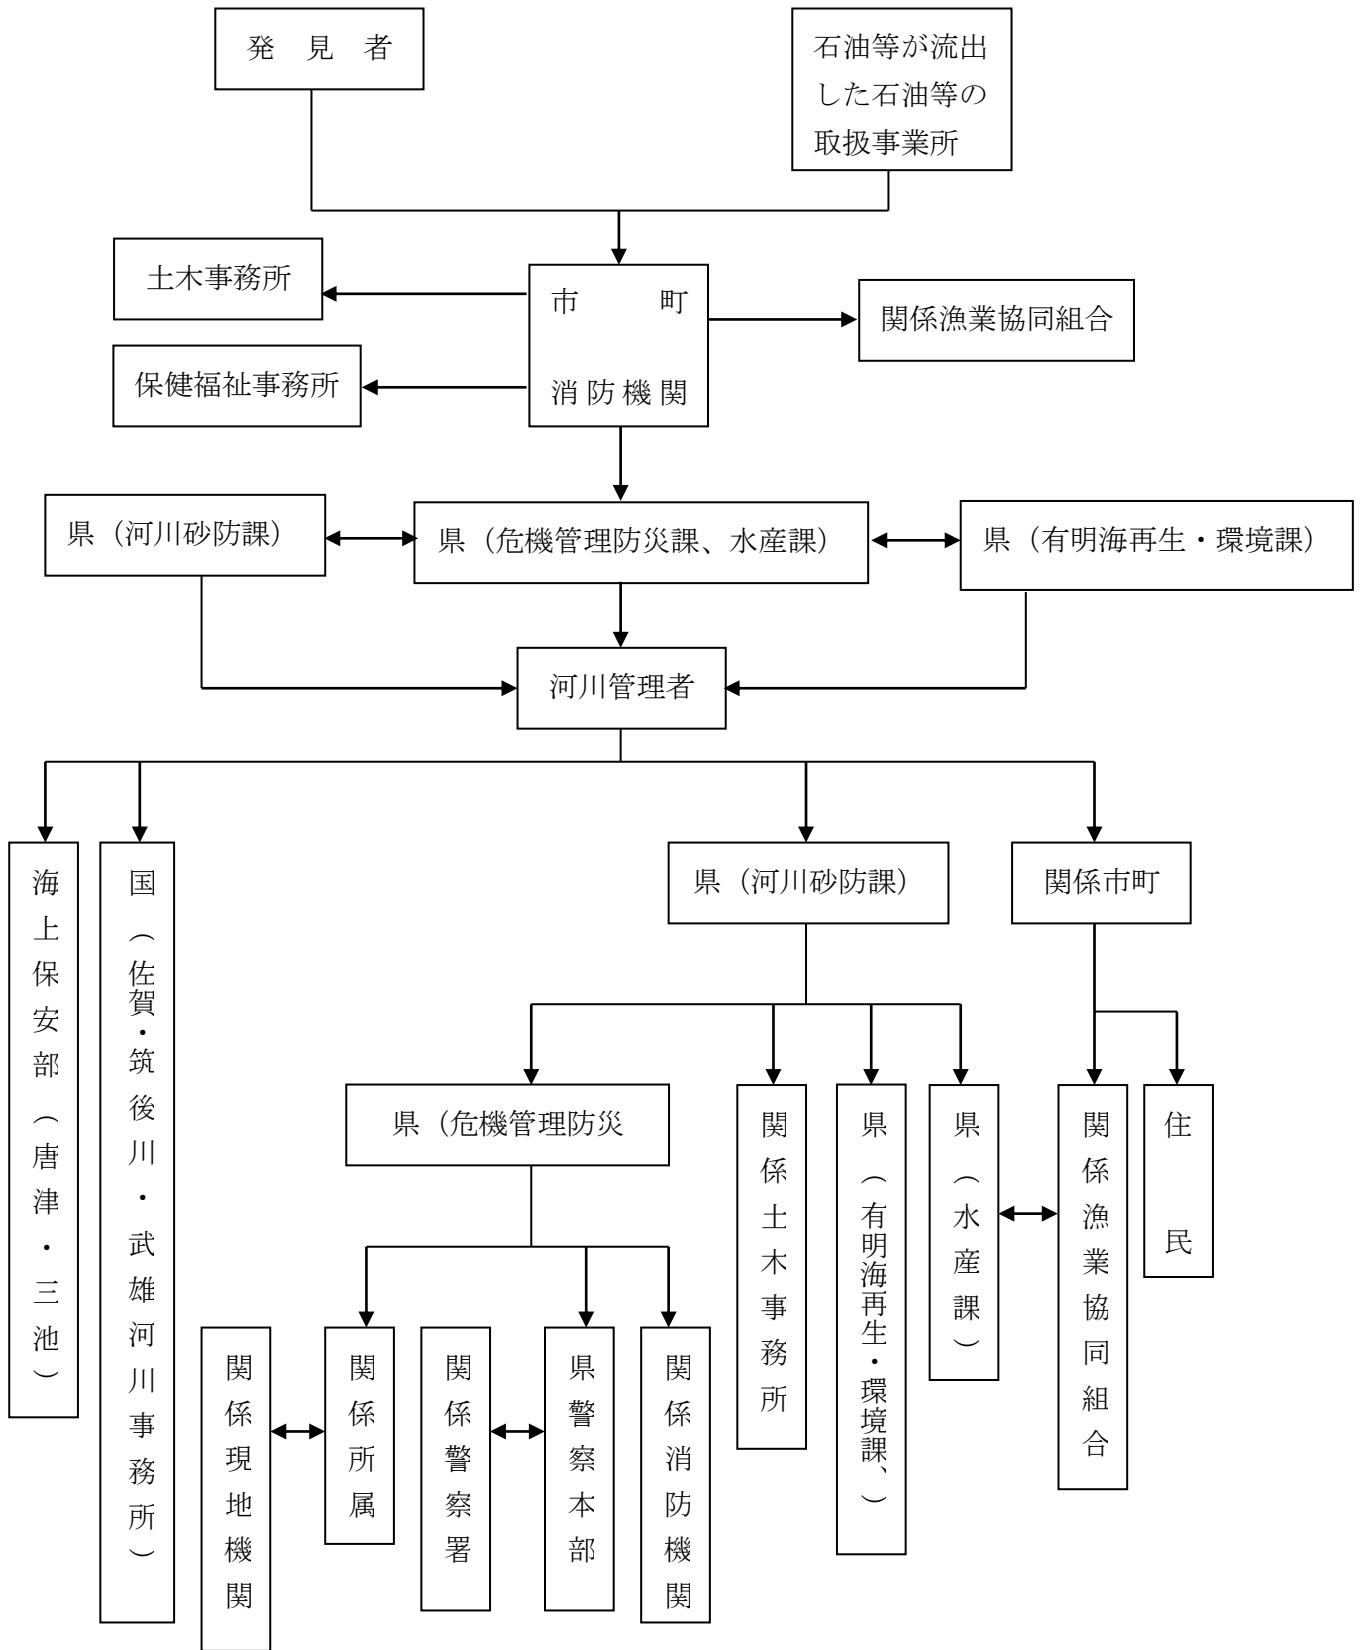 発見者
石油等が流出
した石油等の
取扱事業所
土木事務所
市町
消防機関
関係漁業協同組合
保健福祉事務所
県（河川砂防課）
県（危機管理防災課、水産課）
県（有明海再生・環境課）
河川管理者
海上保安部（唐津・三池）
国（佐賀・筑後川・武雄河川事務所）
県（河川砂防課）
関係市町
県（危機管理防災
関係土木事務所
県（有明海再生・環境課、）
県（水産課）
関係漁業協同組合
住民
関係現地機関
関係所属
関係警察署
県警察本部
関係消防機関